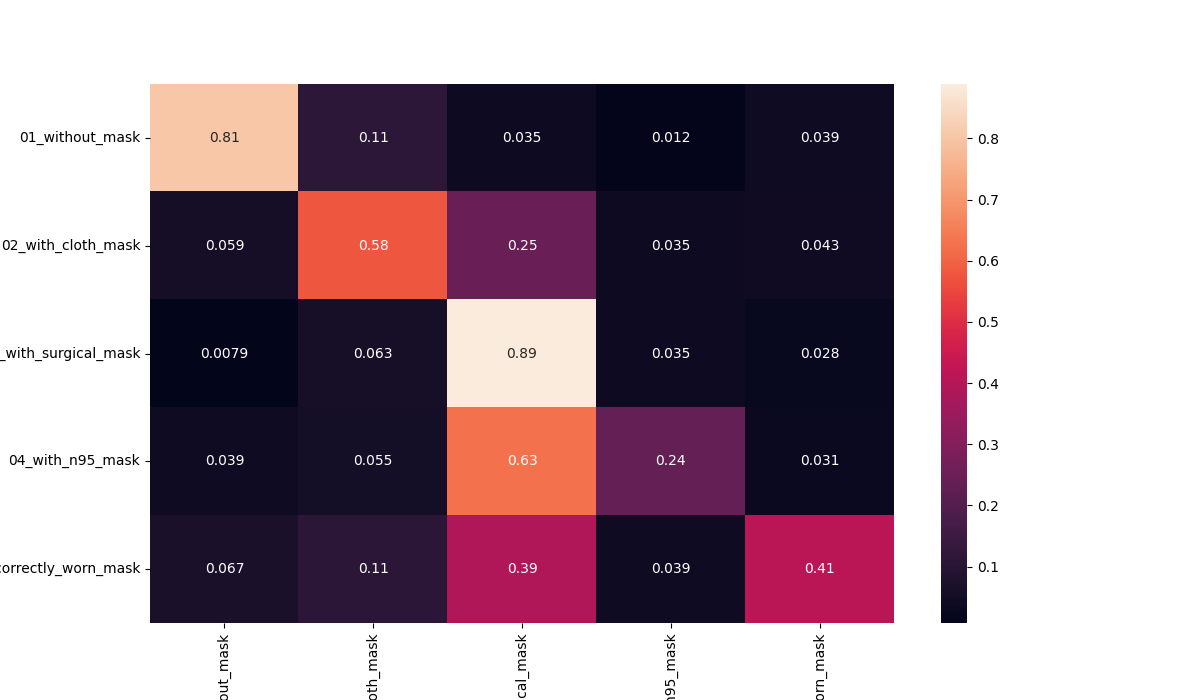 01_without_mask 0.81 0.11 0.035 0.012 0.039
02_with_cloth_mask 0.059 0.58 0.25 0.035 0.043
_with_surgical_mask 0.0079 0.063 0.89 0.035 0.028
04_with_n95_mask 0.039 0.055 0.63 0.24 0.031
correctly_worn_mask 0.067 0.11 0.39 0.039 0.41
out_mask
oth_mask
cal_mask
n95_mask
orn_mask
0.8
0.7
0.6
0.5
0.4
0.3
0.2
0.1